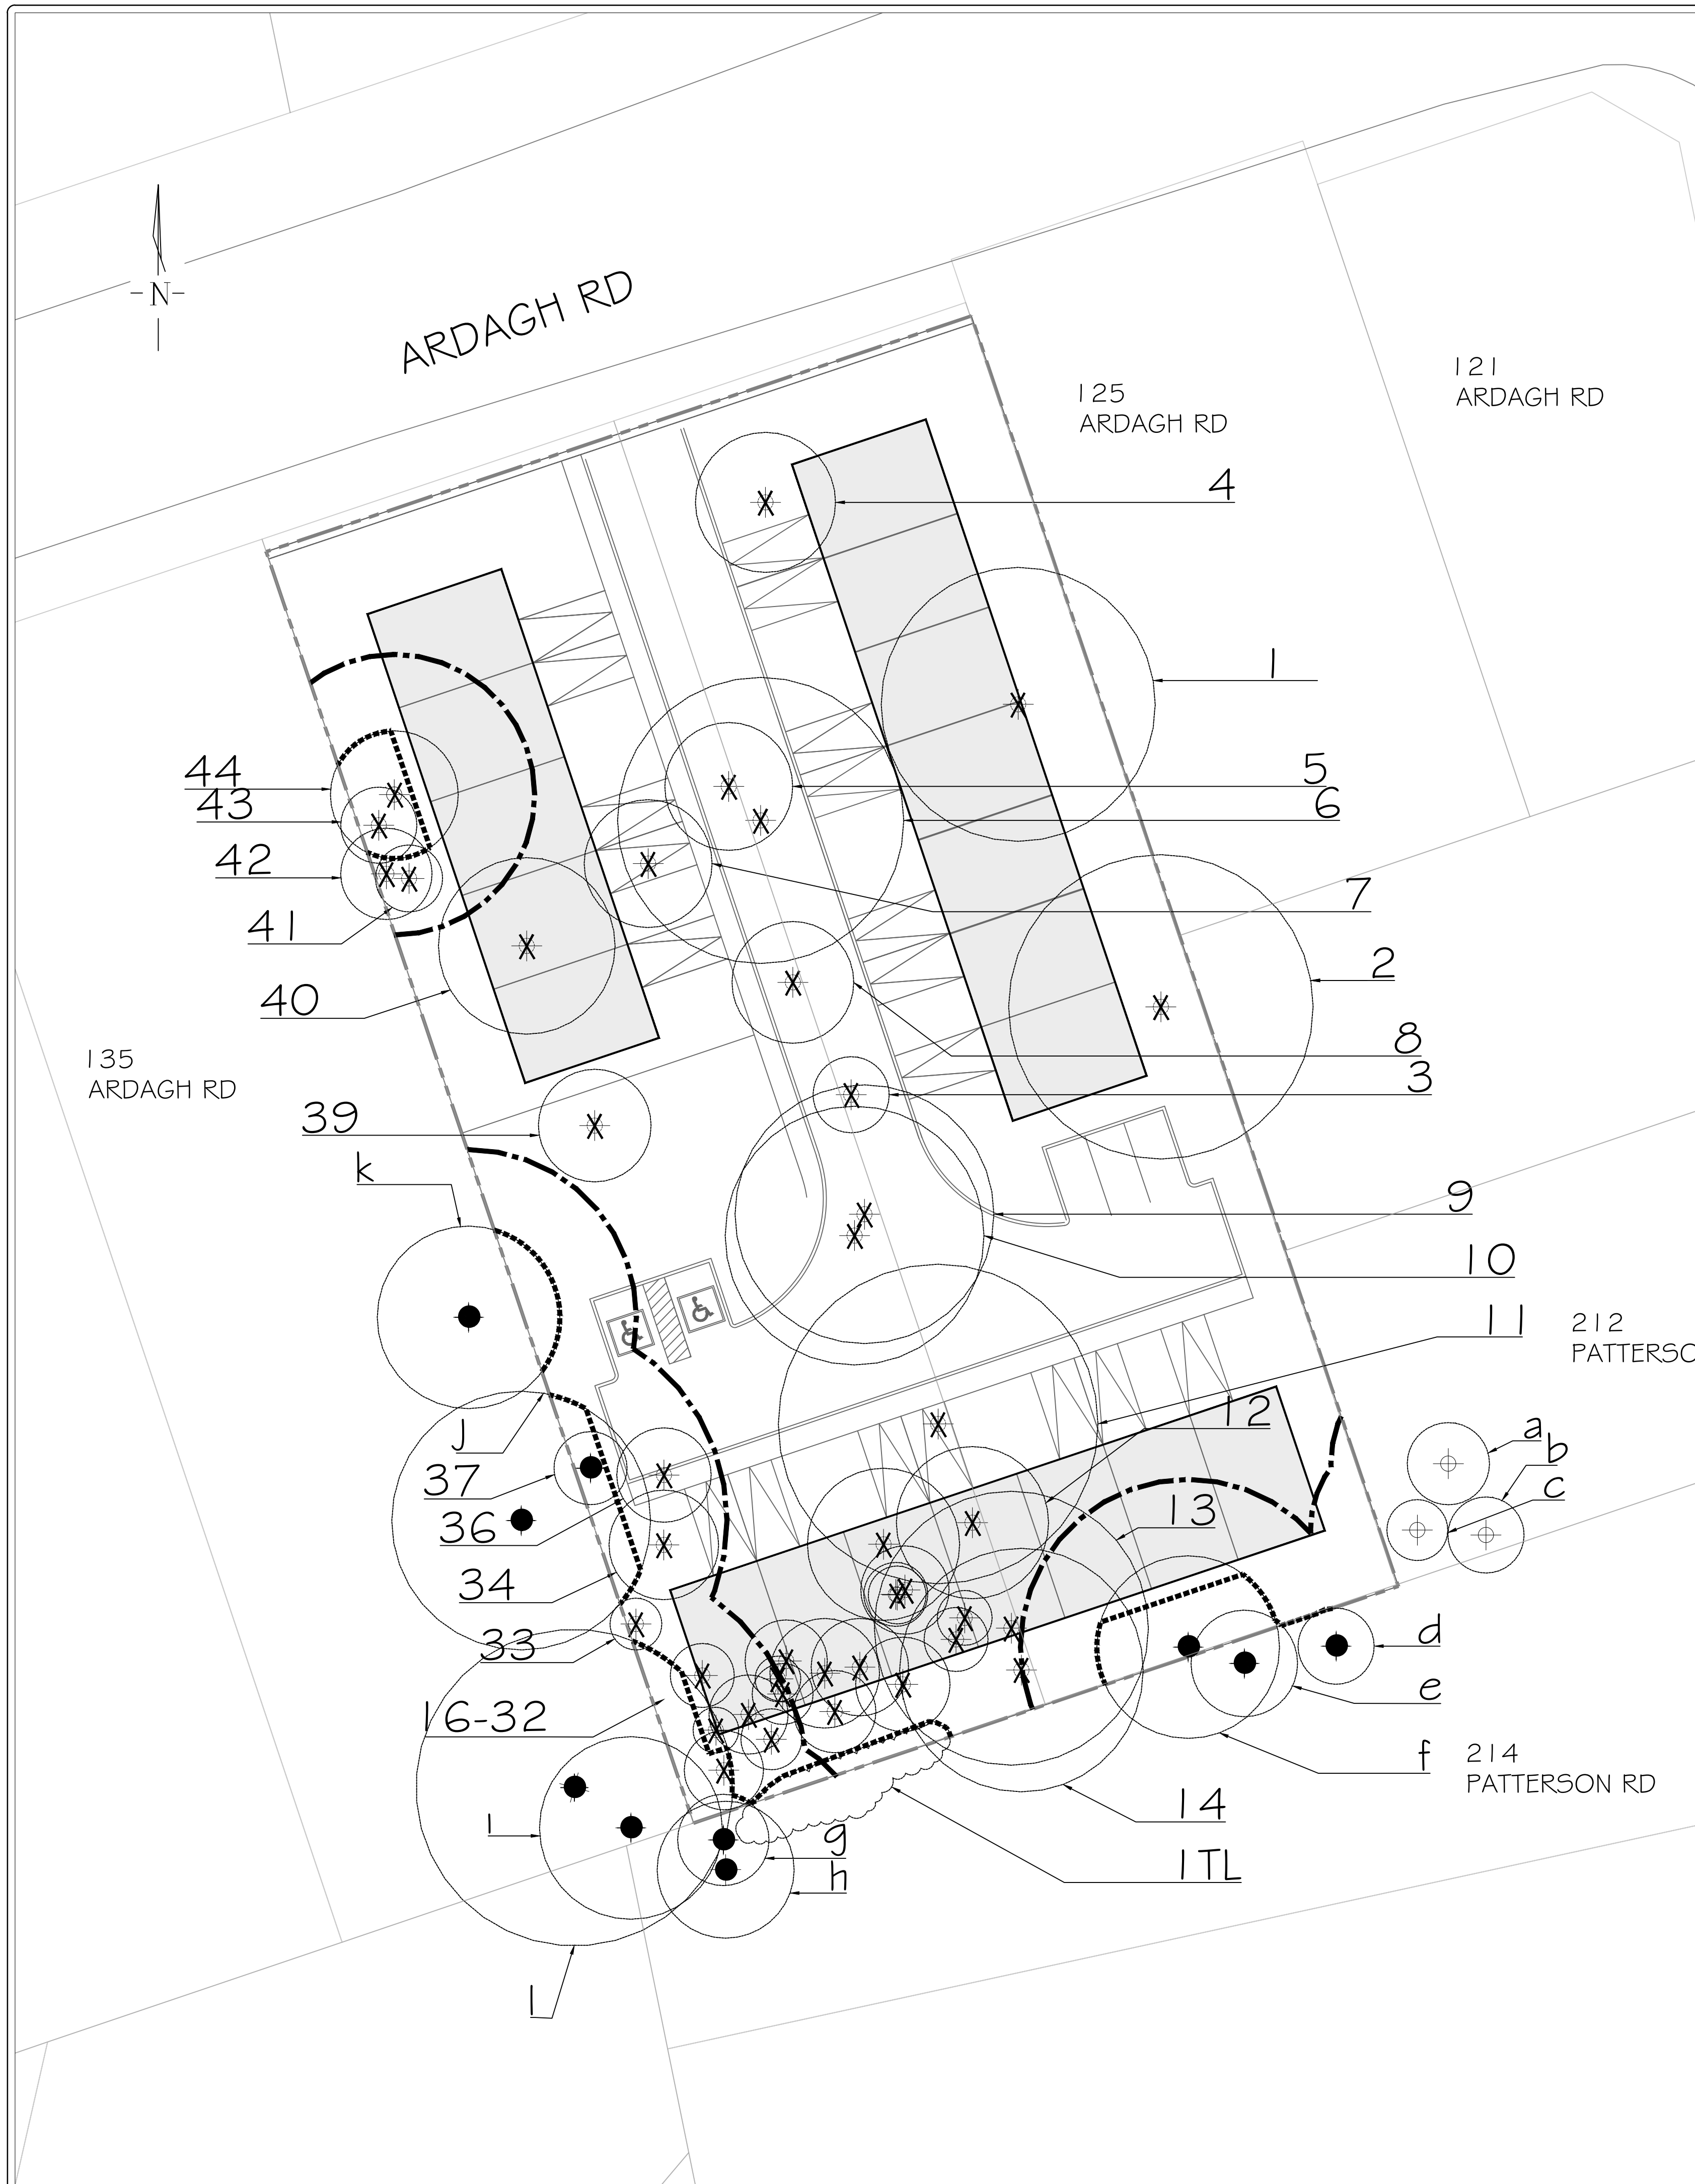 -N-
ARDAGH RD
125
ARDAGH RD
121
ARDAGH RD
4
1
44
43
5
6
42
7
41
2
40
8
3
135
ARDAGH RD
39
k
9
10
11
212
PATTERSO
12
a
b
j
37
c
13
36
34
33
d
e
16-32
f
214
PATTERSON RD
14
i
g
h
1TL
l